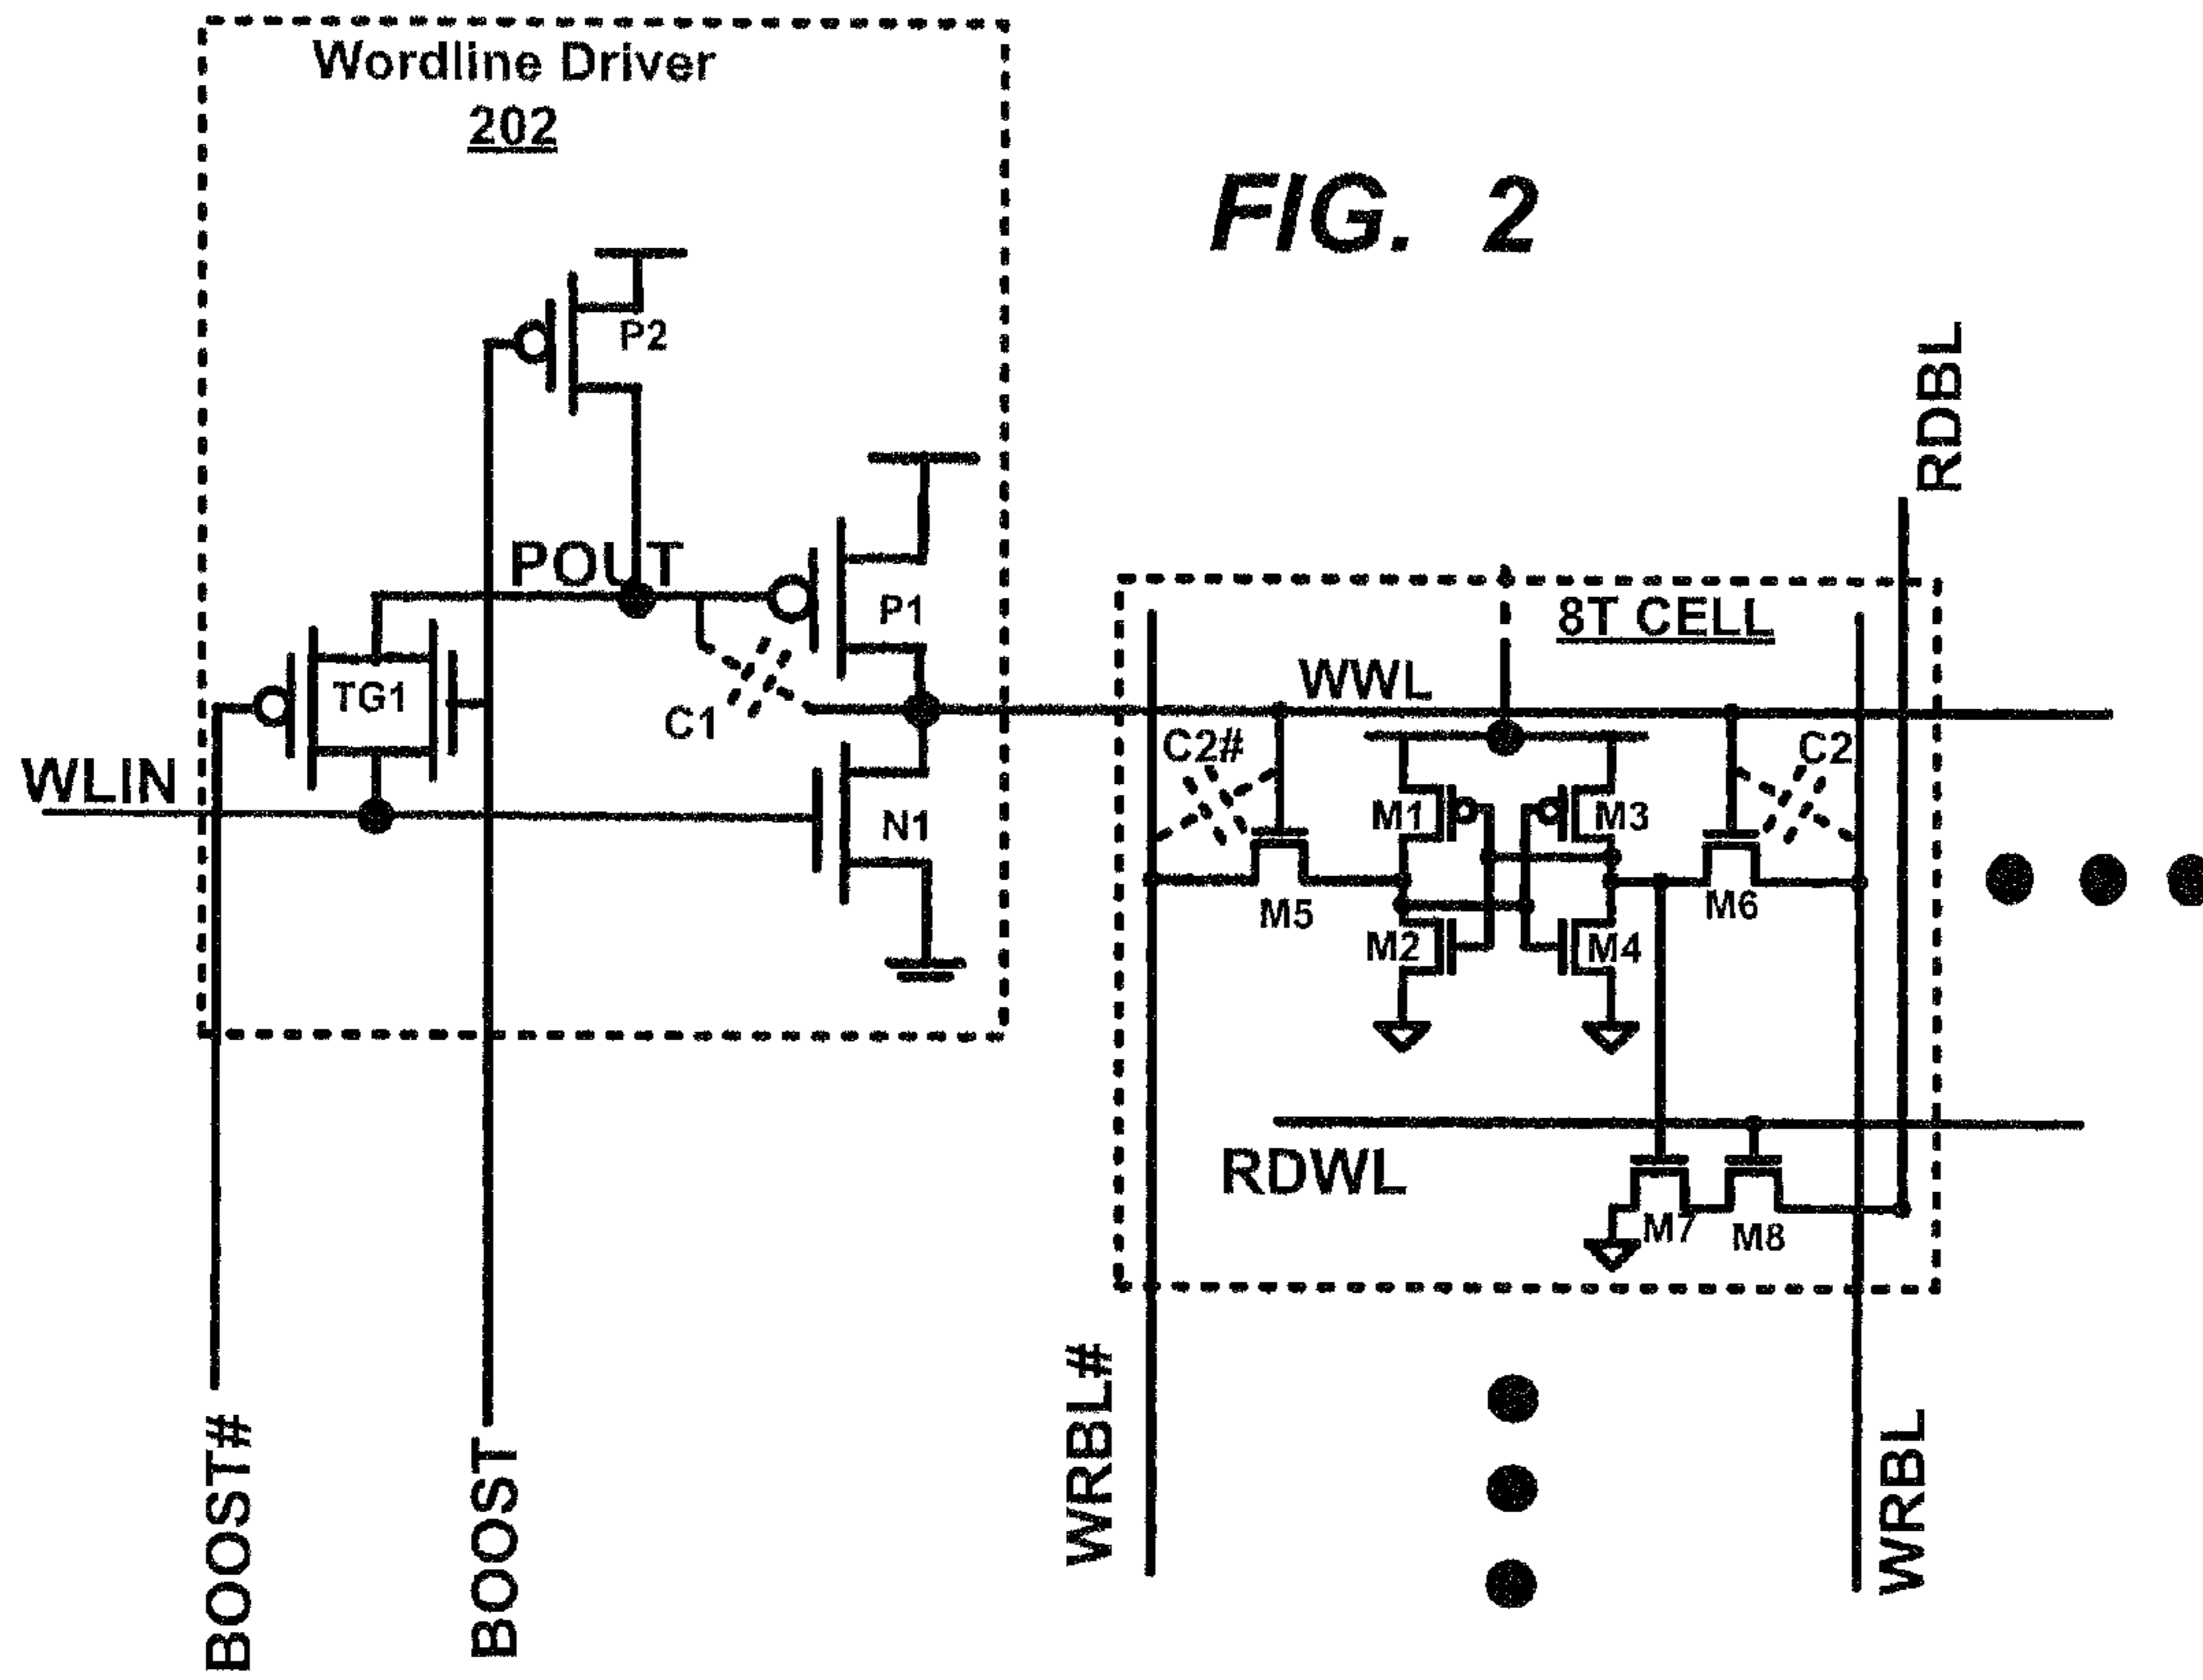 Wordline Driver
202
FIG. 2
P2
RDBL
POUT
P1
8T CELL
TG1
C1
WWL
C2#
C2
WLIN
N1
M1
M3
M5
M6
M2
M4
RDWL
M7
M8
WRBL#
WRBL
BOOST#
BOOST